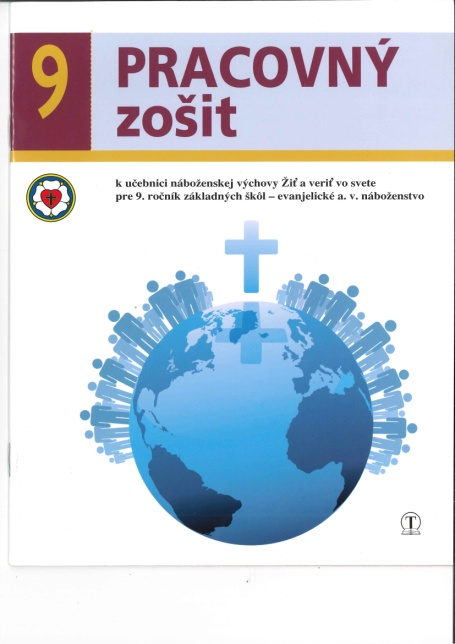 9
PRACOVNÝ
zošit
k učebnici náboženskej výchovy Žiť a veriť vo svete
pre 9. ročník základných škôl – evanjelické a. v. náboženstvo
T